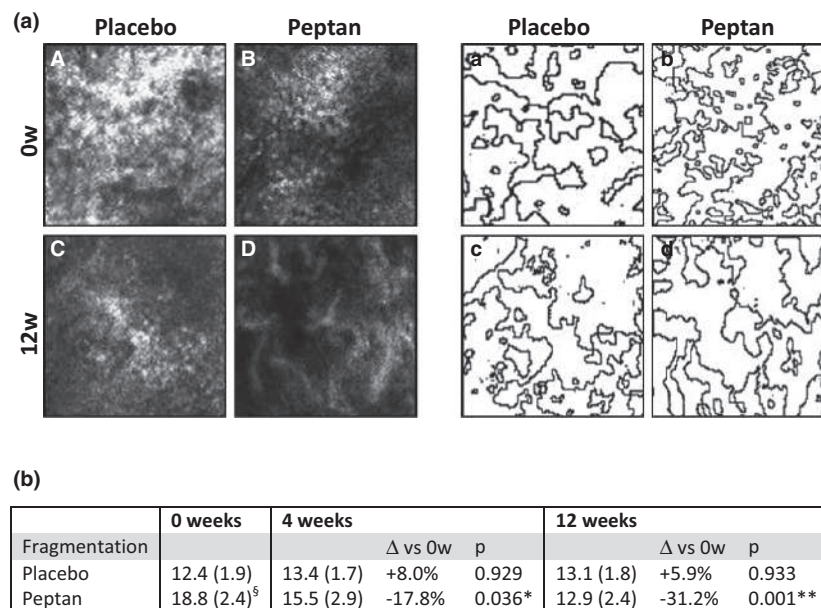 (a)
Placebo Peptan Placebo Peptan
0w
A B a b
12w
C D c d
(b)
0 weeks 4 weeks 12 weeks
Fragmentation Δ vs 0w p Δ vs 0w p
Placebo 12.4 (1.9) 13.4 (1.7) +8.0% 0.929 13.1 (1.8) +5.9% 0.933
Peptan 18.8 (2.4)§ 15.5 (2.9) -17.8% 0.036* 12.9 (2.4) -31.2% 0.001**